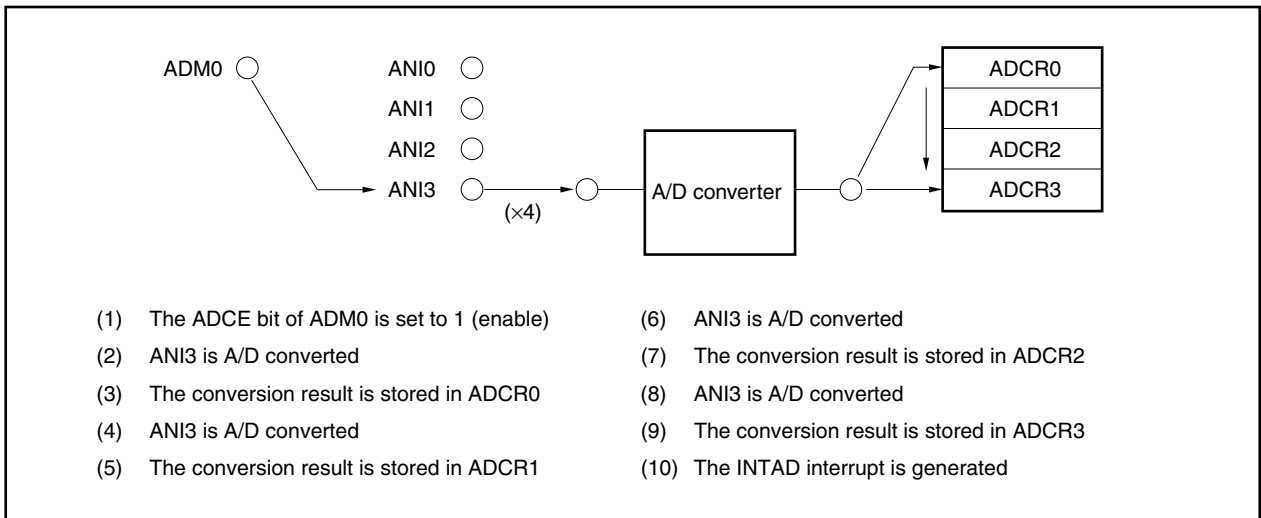 ADM0
ANI0
ANI1
ANI2
ANI3
(×4)
A/D converter
ADCR0
ADCR1
ADCR2
ADCR3
(1) The ADCE bit of ADM0 is set to 1 (enable)
(2) ANI3 is A/D converted
(3) The conversion result is stored in ADCR0
(4) ANI3 is A/D converted
(5) The conversion result is stored in ADCR1
(6) ANI3 is A/D converted
(7) The conversion result is stored in ADCR2
(8) ANI3 is A/D converted
(9) The conversion result is stored in ADCR3
(10) The INTAD interrupt is generated